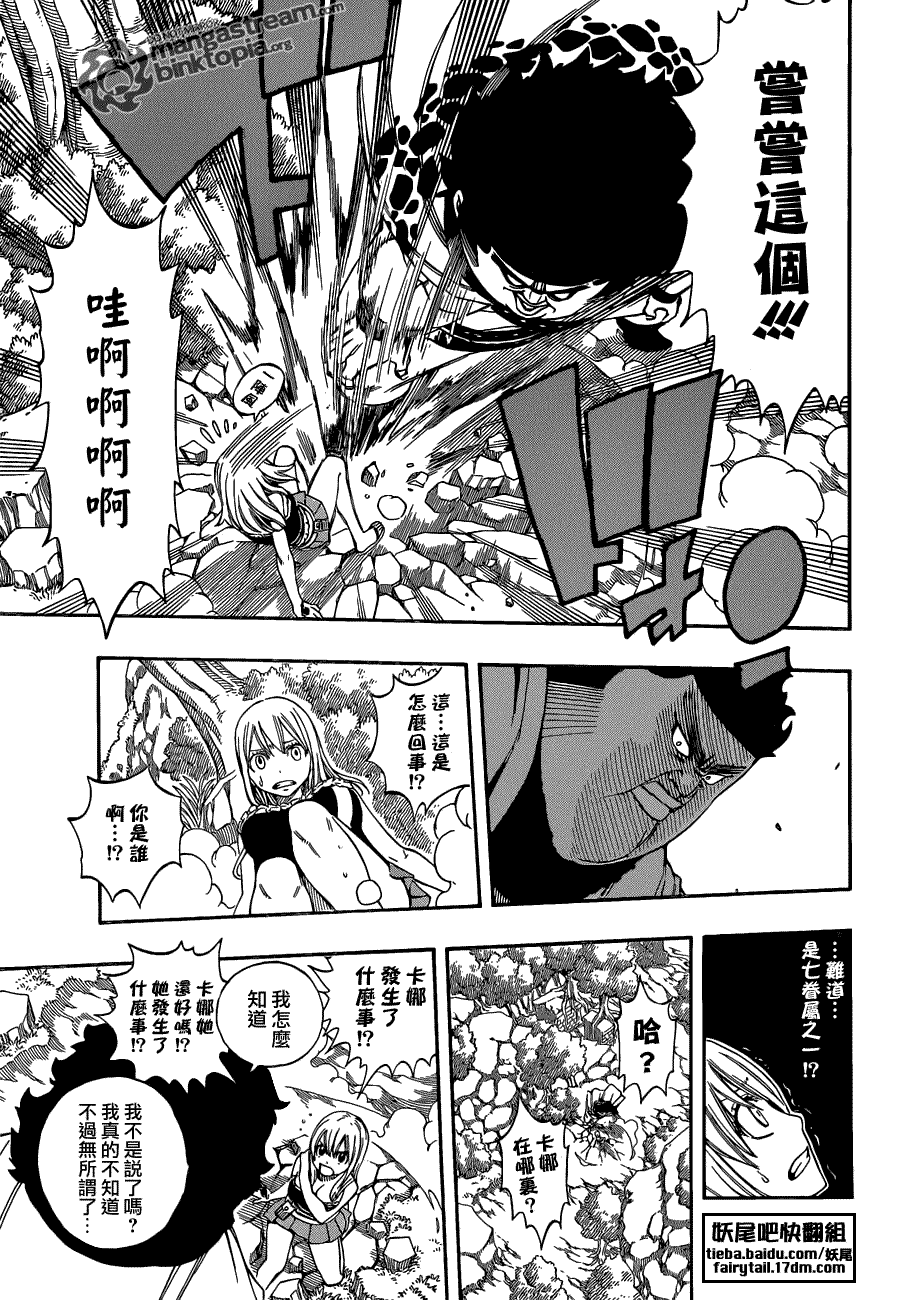 mangastream.com
binktopia.org
嘗嘗這個!!!
ドドドォ
哇啊啊啊啊
這…這是
怎麼回事!?
你是誰
啊…!?
…難道…
是七眷屬之一!?
哈?
卡娜
在哪裏?
卡娜
發生了
什麼事!?
我怎麼
知道
卡娜她
還好嗎!?
她發生了
什麼事!?
我不是説了嗎?
我真的不知道
不過無所謂了…
妖尾吧快翻組
tieba.baidu.com/妖尾
fairytail.17dm.com